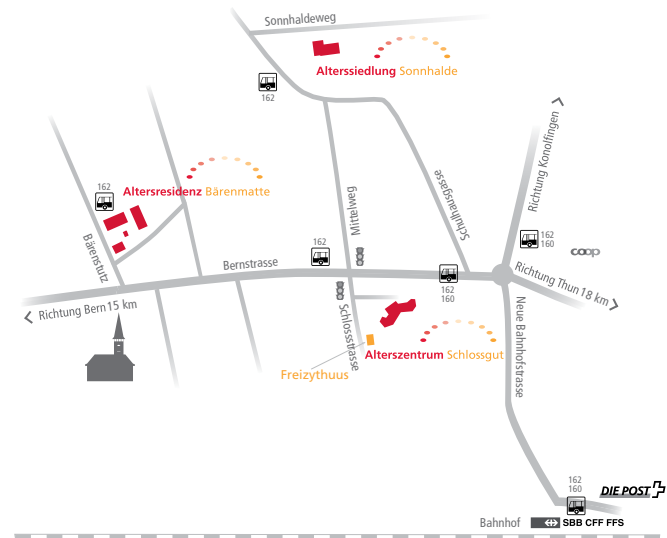 Sonnhaldeweg
Alterssiedlung Sonnhalde
162
Richtung Konolfingen
162
Altersresidenz Bärenmatte
Mittelweg
Schulhausgasse
Bärenstutz
162
162
160
coop
Bernstrasse
162
160
Richtung Thun 18 km
Richtung Bern 15 km
Schlossstrasse
Neue Bahnhofstrasse
Alterszentrum Schlossgut
Freizythuus
162
160
DIE POST
Bahnhof SBB CFF FFS